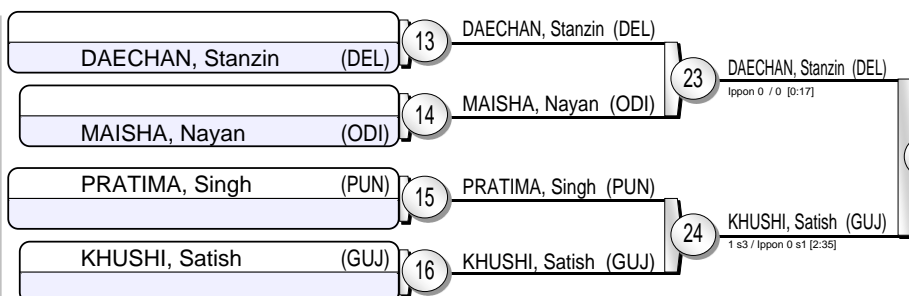 DAECHAN, Stanzin (DEL)
13
DAECHAN, Stanzin (DEL)
MAISHA, Nayan (ODI)
14
MAISHA, Nayan (ODI)
23
DAECHAN, Stanzin (DEL)
Ippon 0 / 0 [0:17]
PRATIMA, Singh (PUN)
15
PRATIMA, Singh (PUN)
KHUSHI, Satish (GUJ)
16
KHUSHI, Satish (GUJ)
24
KHUSHI, Satish (GUJ)
1 s3 / Ippon 0 s1 [2:35]